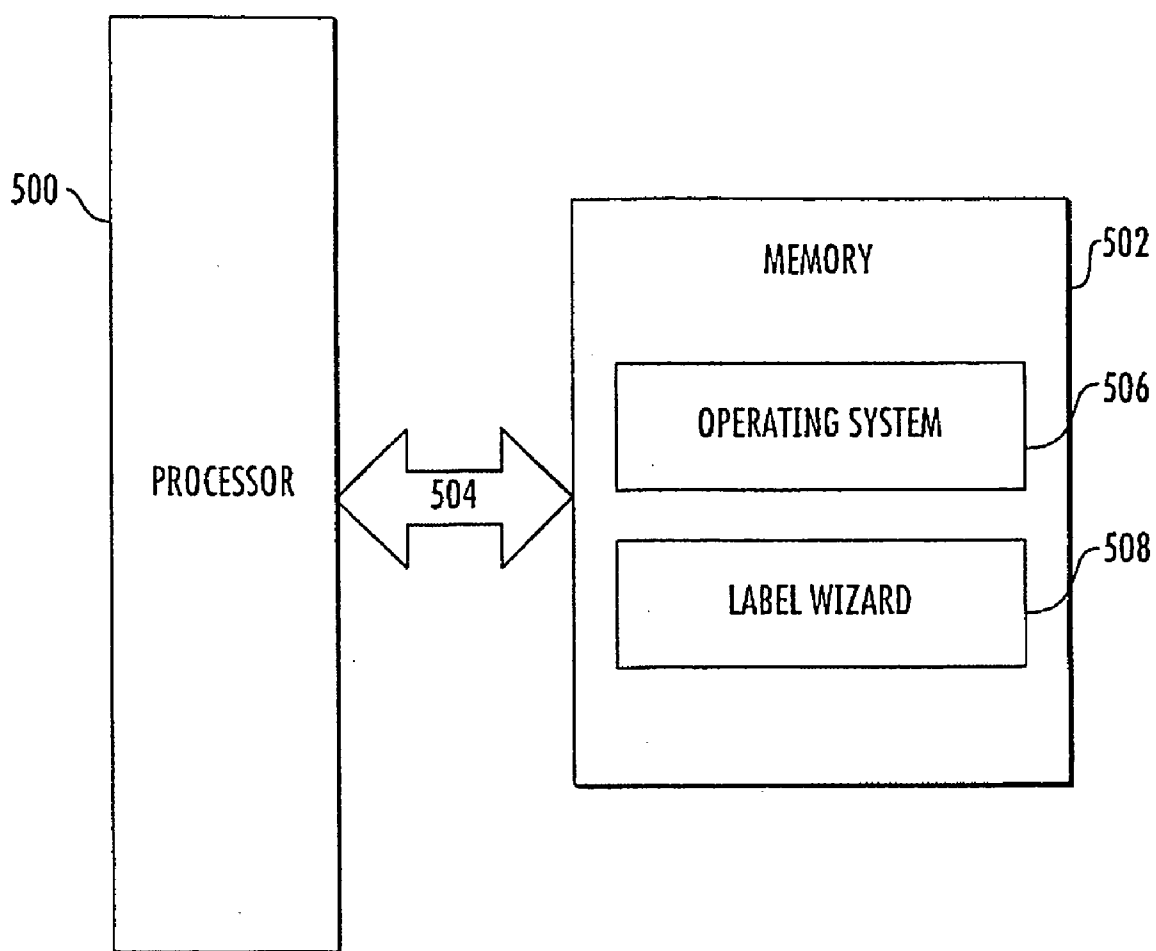 500
PROCESSOR
504
MEMORY
502
OPERATING SYSTEM
506
LABEL WIZARD
508